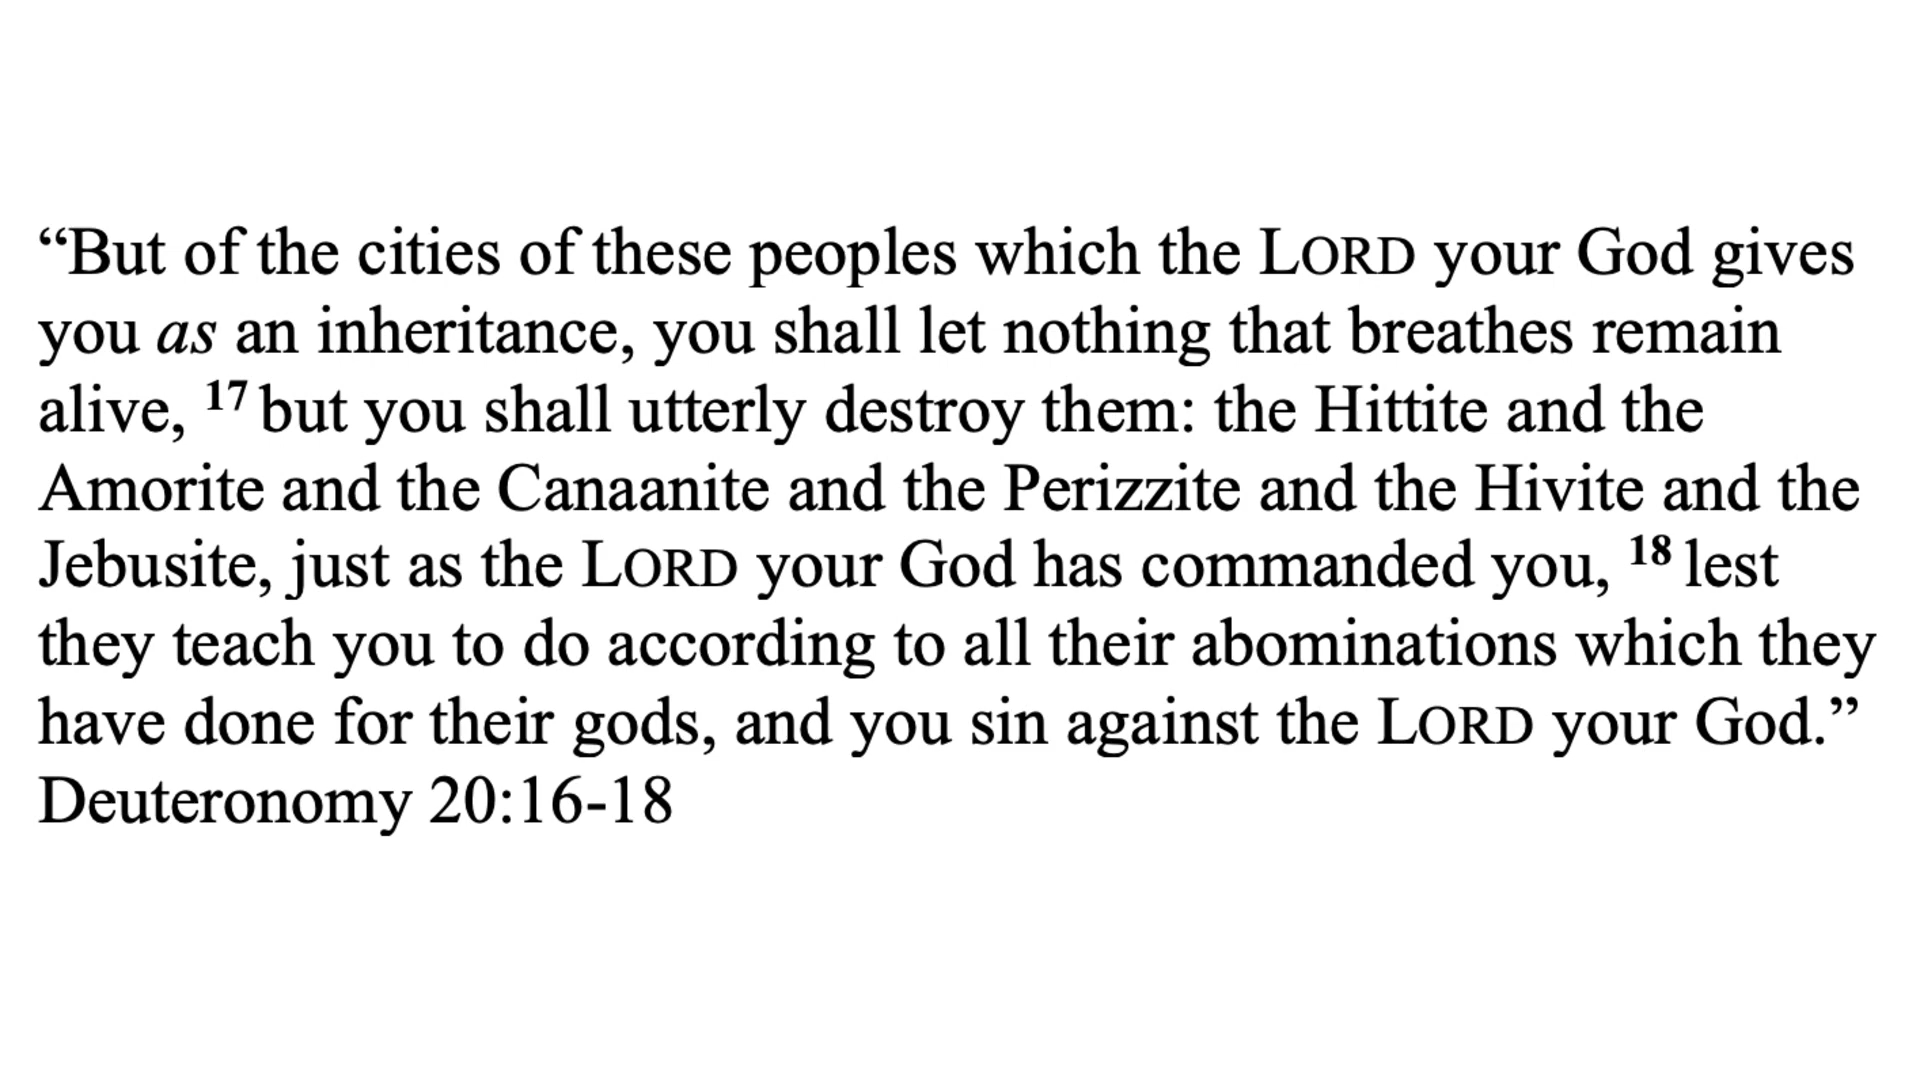 “But of the cities of these peoples which the LORD your God gives
you as an inheritance, you shall let nothing that breathes remain
alive, 17 but you shall utterly destroy them: the Hittite and the
Amorite and the Canaanite and the Perizzite and the Hivite and the
Jebusite, just as the LORD your God has commanded you, 18 lest
they teach you to do according to all their abominations which they
have done for their gods, and you sin against the LORD your God.”
Deuteronomy 20:16-18